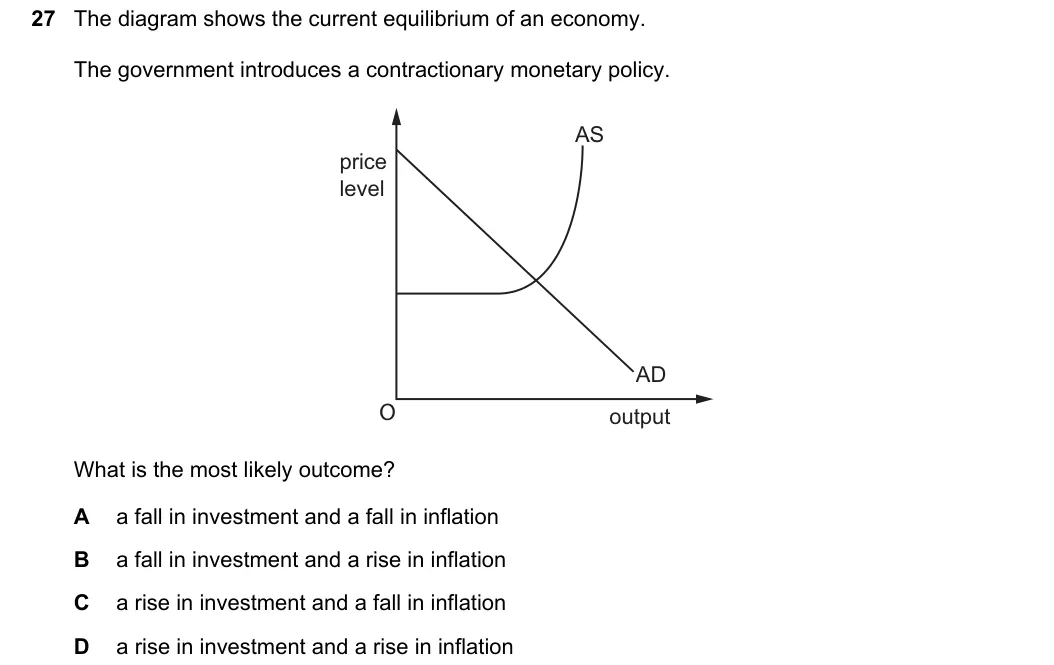 27 The diagram shows the current equilibrium of an economy.
The government introduces a contractionary monetary policy.
AS
price
level
AD
O
output
What is the most likely outcome?
A a fall in investment and a fall in inflation
B a fall in investment and a rise in inflation
C a rise in investment and a fall in inflation
D a rise in investment and a rise in inflation